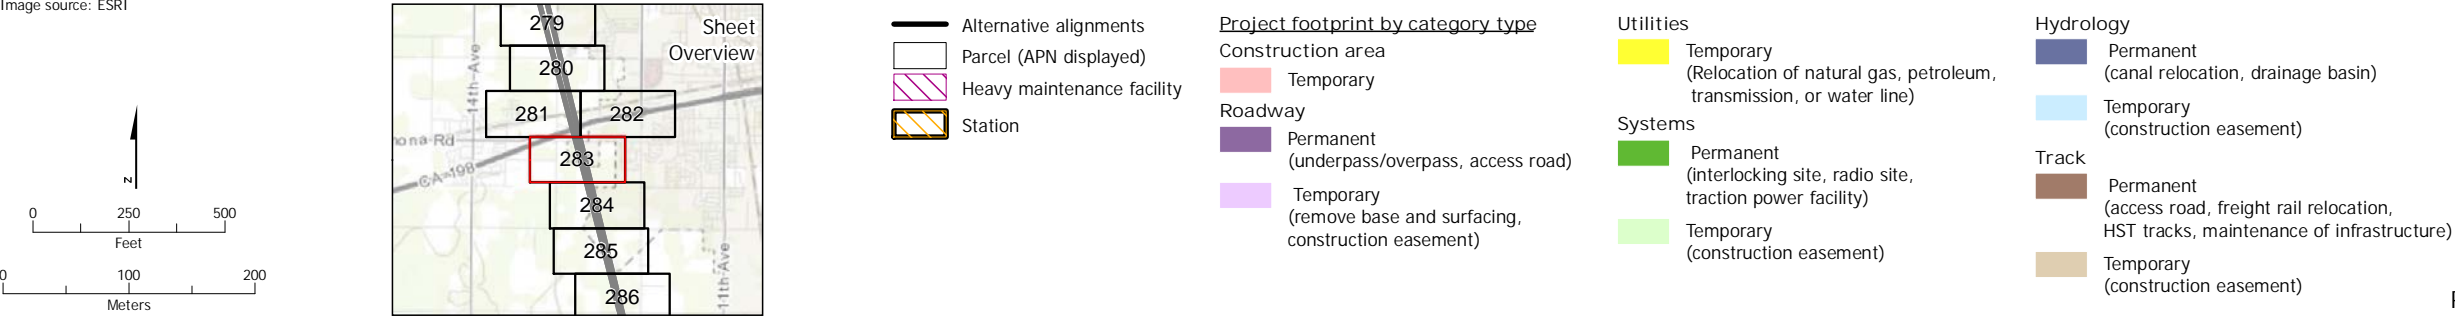 Image source: ESRI
N
0 250 500
Feet
0 100 200
Meters
Sheet
Overview
279
280
281
282
283
284
285
286
14th-Ave
CA-198
11th-Ave
Alternative alignments
Parcel (APN displayed)
Heavy maintenance facility
Station
Project footprint by category type
Construction area
Temporary
Roadway
Permanent
(underpass/overpass, access road)
Temporary
(remove base and surfacing,
construction easement)
Utilities
Temporary
(Relocation of natural gas, petroleum,
transmission, or water line)
Systems
Permanent
(interlocking site, radio site,
traction power facility)
Temporary
(construction easement)
Hydrology
Permanent
(canal relocation, drainage basin)
Temporary
(construction easement)
Track
Permanent
(access road, freight rail relocation,
HST tracks, maintenance of infrastructure)
Temporary
(construction easement)